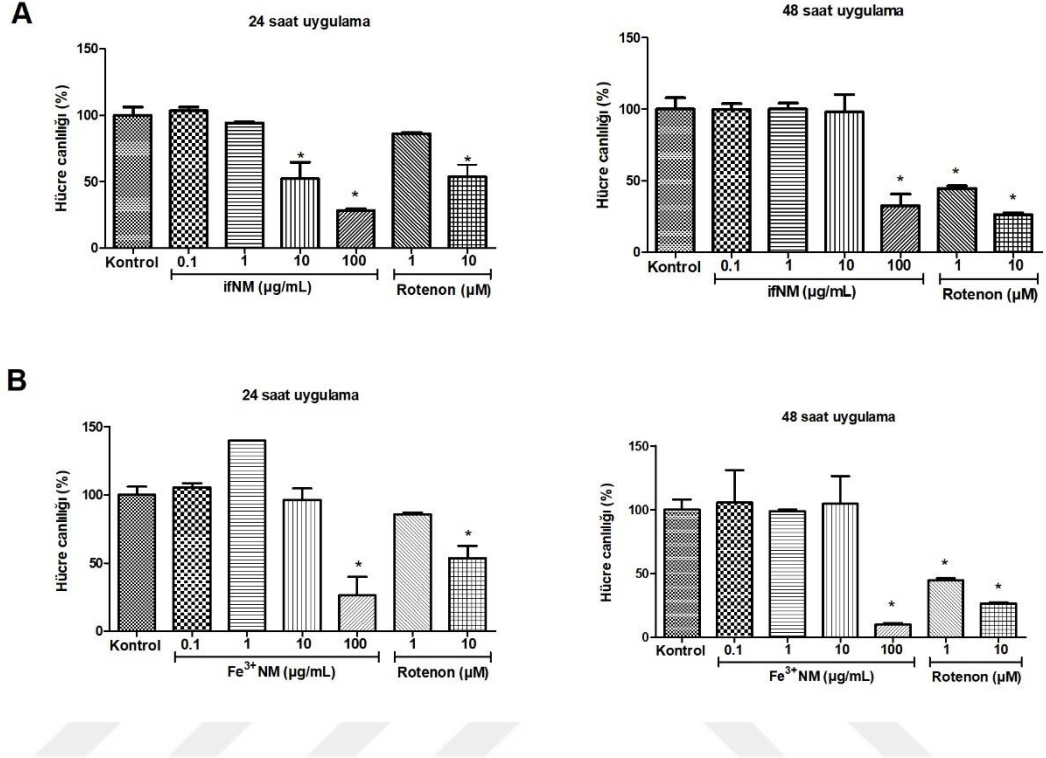 A
24 saat uygulama
Hücre canlılığı (%)
150
100
50
0
*
*
*
Kontrol 0.1 1 10 100 1 10
ifNM (µg/mL) Rotenon (µM)
48 saat uygulama
Hücre canlılığı (%)
150
100
50
0
*
*
*
Kontrol 0.1 1 10 100 1 10
ifNM (µg/mL) Rotenon (µM)
B
24 saat uygulama
Hücre canlılığı (%)
150
100
50
0
*
*
Kontrol 0.1 1 10 100 1 10
Fe³⁺NM (µg/mL) Rotenon (µM)
48 saat uygulama
Hücre canlılığı (%)
150
100
50
0
*
*
*
Kontrol 0.1 1 10 100 1 10
Fe³⁺NM (µg/mL) Rotenon (µM)